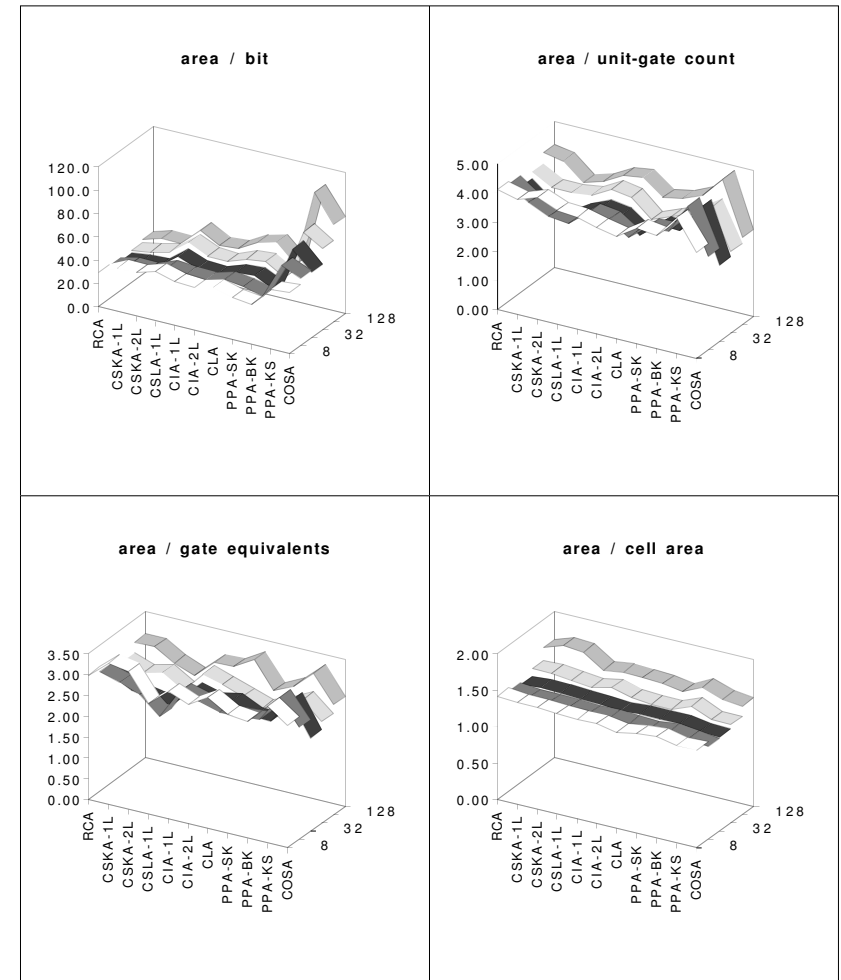 area / bit
120.0
100.0
80.0
60.0
40.0
20.0
0.0
RCA
CSKA-1L
CSKA-2L
CSLA-1L
CIA-1L
CIA-2L
CLA
PPA-SK
PPA-BK
PPA-KS
COSA
8
32
128
area / unit-gate count
5.00
4.00
3.00
2.00
1.00
0.00
RCA
CSKA-1L
CSKA-2L
CSLA-1L
CIA-1L
CIA-2L
CLA
PPA-SK
PPA-BK
PPA-KS
COSA
8
32
128
area / gate equivalents
3.50
3.00
2.50
2.00
1.50
1.00
0.50
0.00
RCA
CSKA-1L
CSKA-2L
CSLA-1L
CIA-1L
CIA-2L
CLA
PPA-SK
PPA-BK
PPA-KS
COSA
8
32
128
area / cell area
2.00
1.50
1.00
0.50
0.00
RCA
CSKA-1L
CSKA-2L
CSLA-1L
CIA-1L
CIA-2L
CLA
PPA-SK
PPA-BK
PPA-KS
COSA
8
32
128